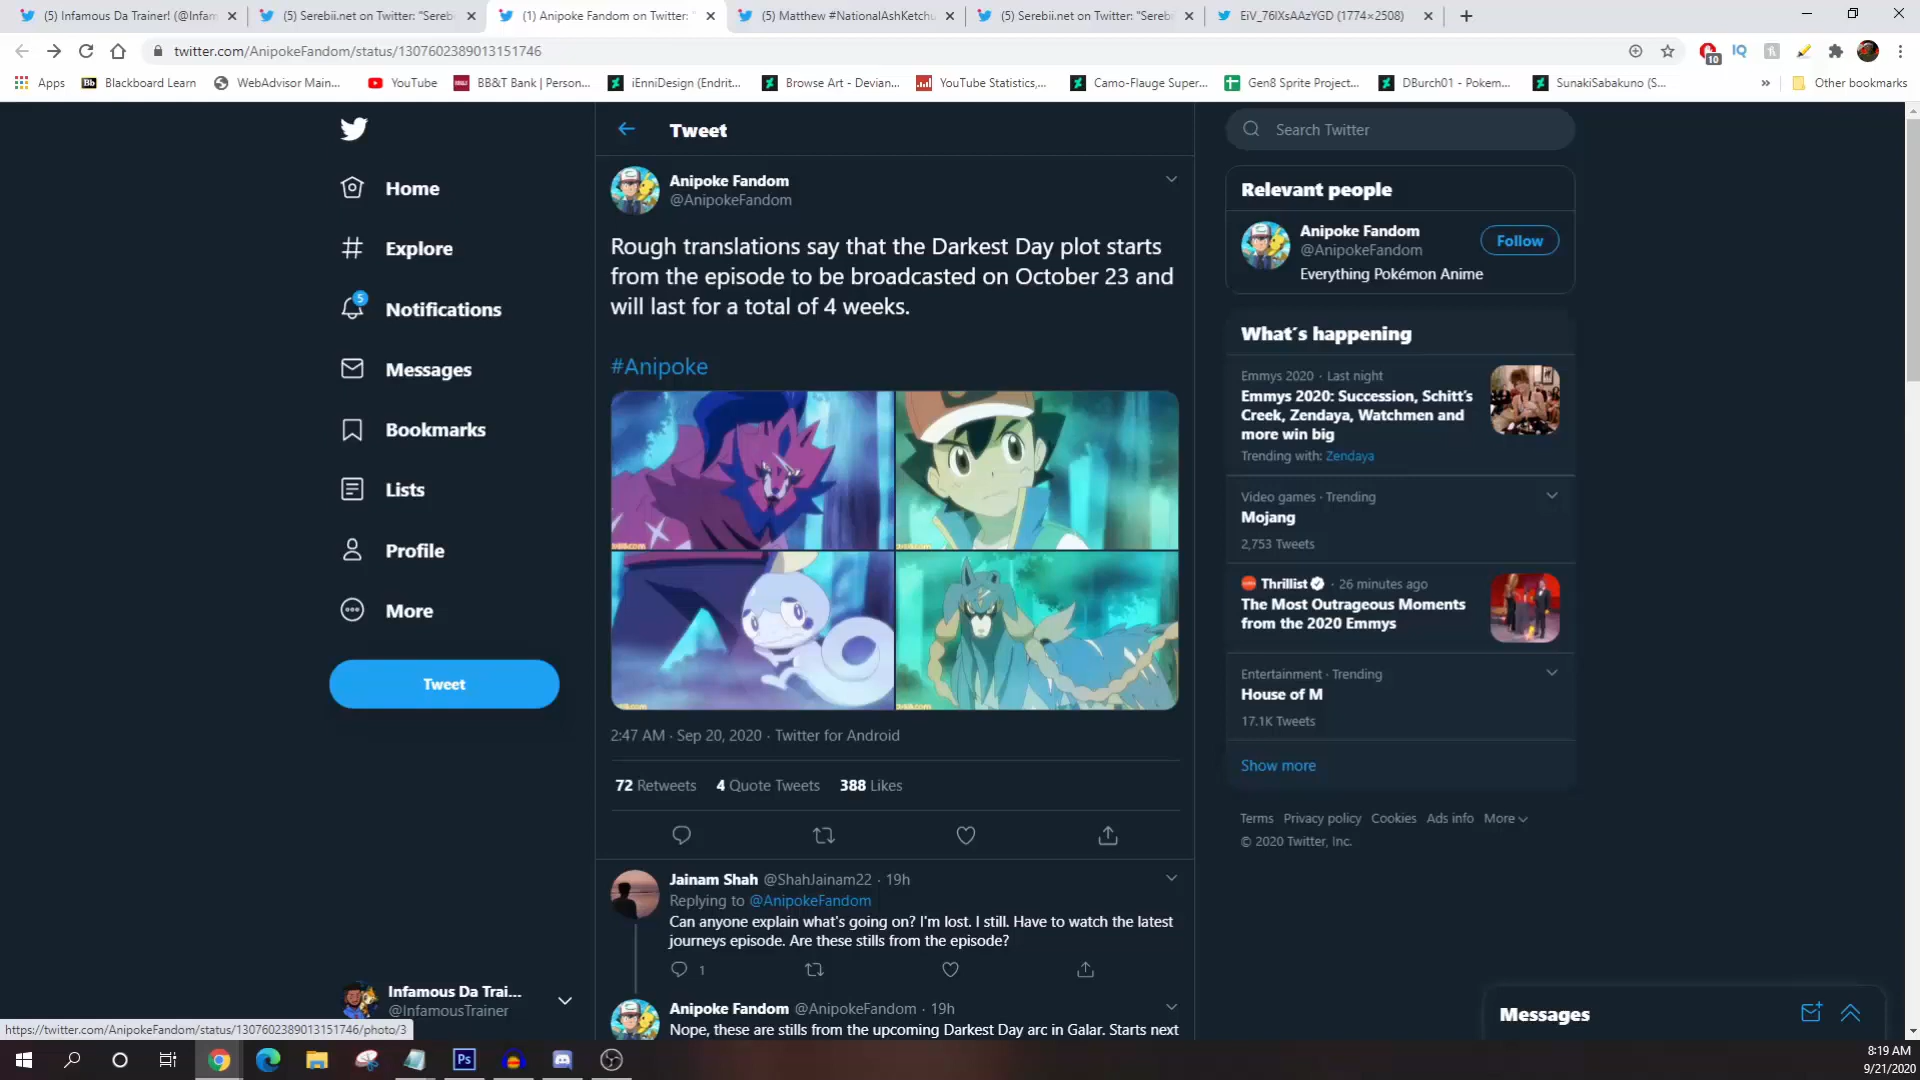 (5) Infamous Da Trainer! (@Infam
(5) Serebii.net on Twitter: "Serebi
(1) Anipoke Fandom on Twitter: "
(5) Matthew #NationalAshKetchu
(5) Serebii.net on Twitter: "Serebi
EiV_76lXsAAzYGD (1774×2508)
twitter.com/AnipokeFandom/status/1307602389013151746
10
IQ
Apps
Bb
Blackboard Learn
WebAdvisor Main...
YouTube
BB&T Bank | Person...
iEnniDesign (Endrit...
Browse Art - Devian...
YouTube Statistics,...
Camo-Flauge Super...
Gen8 Sprite Project...
DBurch01 - Pokem...
SunakiSabakuno (S...
Other bookmarks
Home
Explore
5
Notifications
Messages
Bookmarks
Lists
Profile
More
Tweet
Infamous Da Trai...
@InfamousTrainer
https://twitter.com/AnipokeFandom/status/1307602389013151746/photo/3
Tweet
Anipoke Fandom
@AnipokeFandom
Rough translations say that the Darkest Day plot starts
from the episode to be broadcasted on October 23 and
will last for a total of 4 weeks.
#Anipoke
2:47 AM · Sep 20, 2020 · Twitter for Android
72 Retweets 4 Quote Tweets 388 Likes
Jainam Shah @ShahJainam22 · 19h
Replying to @AnipokeFandom
Can anyone explain what's going on? I'm lost. I still. Have to watch the latest
journeys episode. Are these stills from the episode?
1
Anipoke Fandom @AnipokeFandom · 19h
Nope, these are stills from the upcoming Darkest Day arc in Galar. Starts next
Search Twitter
Relevant people
Anipoke Fandom
@AnipokeFandom
Follow
Everything Pokémon Anime
What's happening
Emmys 2020 · Last night
Emmys 2020: Succession, Schitt's
Creek, Zendaya, Watchmen and
more win big
Trending with: Zendaya
Video games · Trending
Mojang
2,753 Tweets
Thrillist · 26 minutes ago
The Most Outrageous Moments
from the 2020 Emmys
Entertainment · Trending
House of M
17.1K Tweets
Show more
Terms Privacy policy Cookies Ads info More
© 2020 Twitter, Inc.
Messages
Ps
8:19 AM
9/21/2020